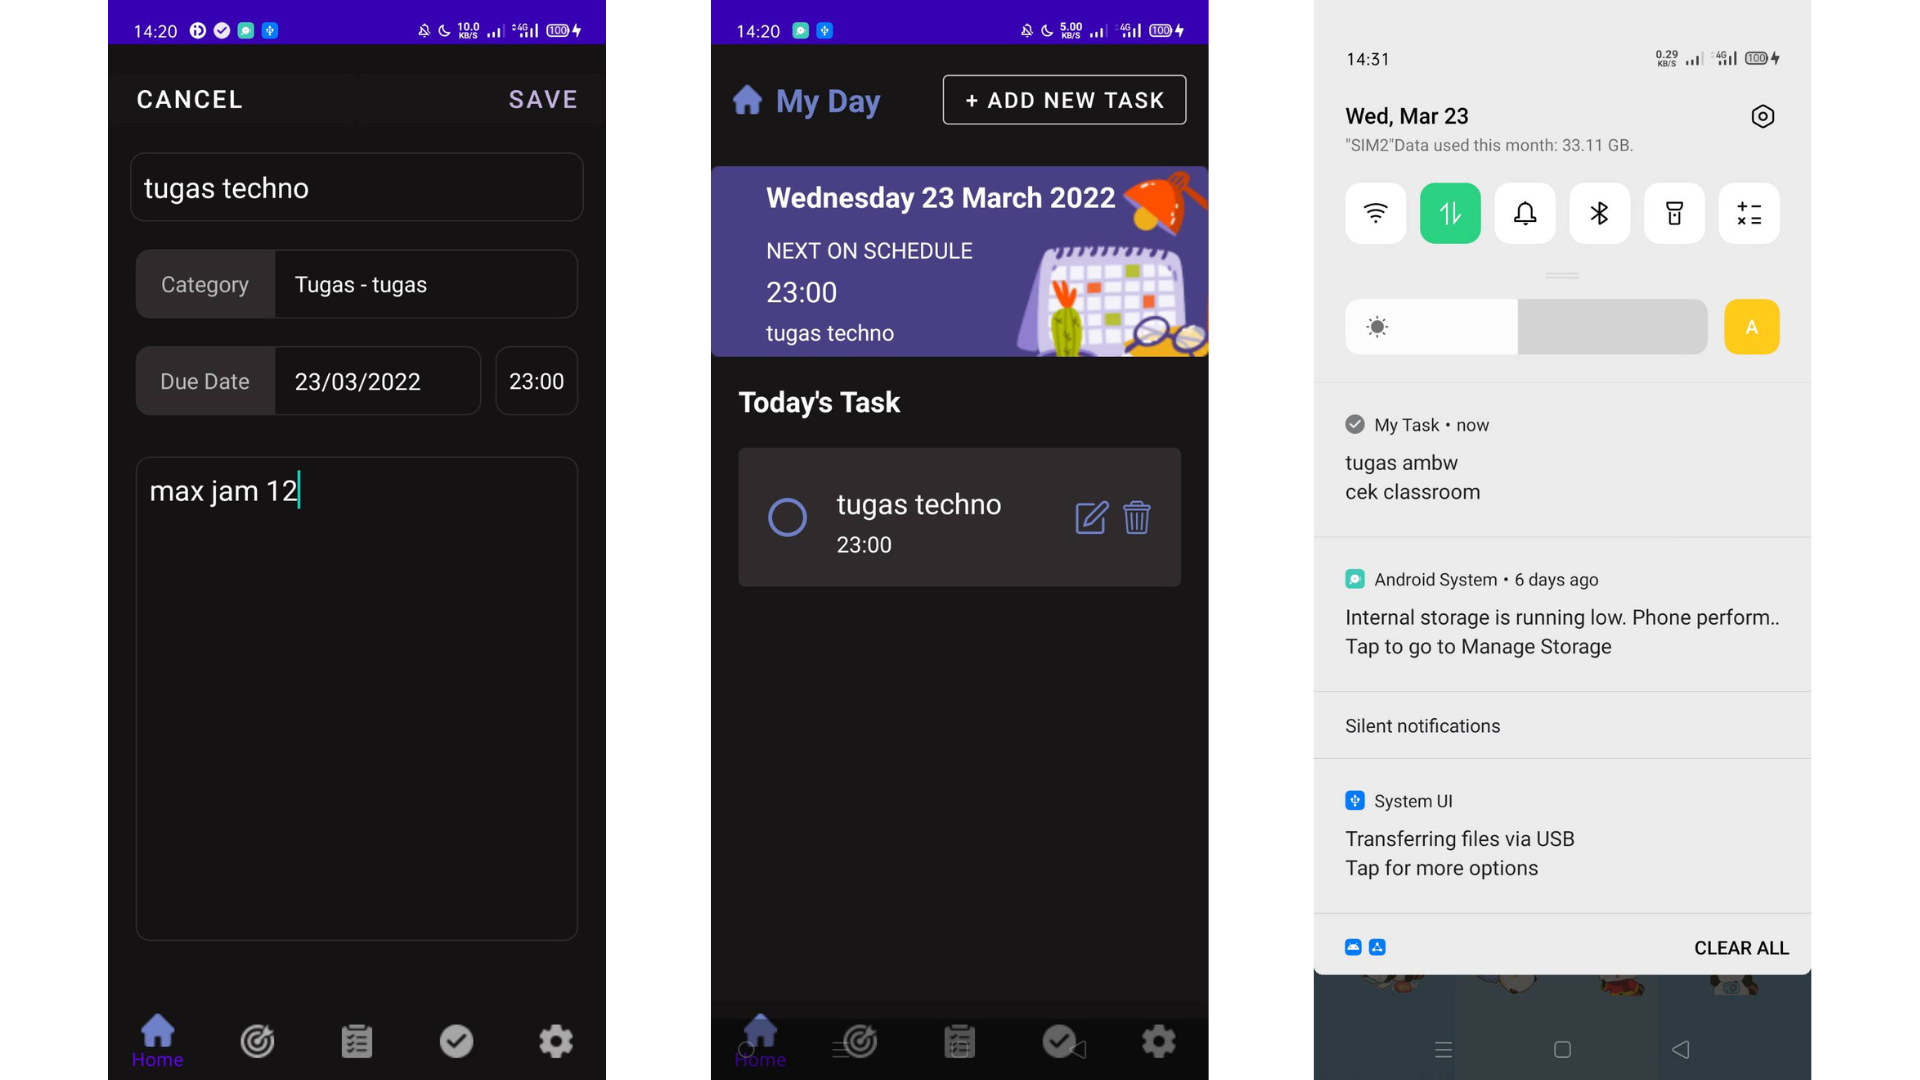 14:20
10.0
KB/S
4G
100
CANCEL
SAVE
tugas techno
Category
Tugas - tugas
Due Date
23/03/2022
23:00
max jam 12
Home
14:20
5.00
KB/S
4G
100
My Day
+ ADD NEW TASK
Wednesday 23 March 2022
NEXT ON SCHEDULE
23:00
tugas techno
Today's Task
tugas techno
23:00
Home
14:31
0.29
KB/S
4G
100
Wed, Mar 23
"SIM2"Data used this month: 33.11 GB.
A
My Task • now
tugas ambw
cek classroom
Android System • 6 days ago
Internal storage is running low. Phone perform..
Tap to go to Manage Storage
Silent notifications
System UI
Transferring files via USB
Tap for more options
CLEAR ALL